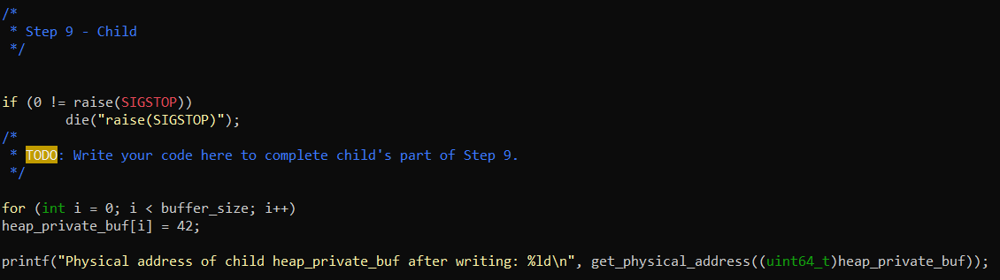 /*
 * Step 9 - Child
 */
if (0 != raise(SIGSTOP))
        die("raise(SIGSTOP)");
/*
 * TODO: Write your code here to complete child's part of Step 9.
 */
for (int i = 0; i < buffer_size; i++)
heap_private_buf[i] = 42;
printf("Physical address of child heap_private_buf after writing: %ld\n", get_physical_address((uint64_t)heap_private_buf));